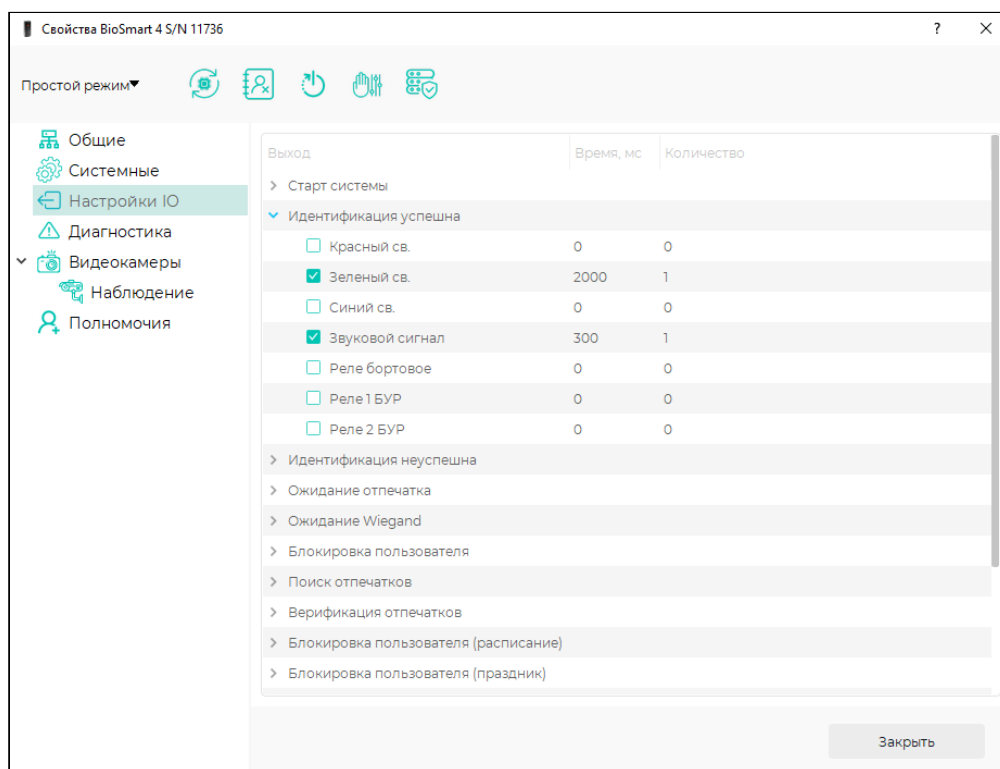 Свойства BioSmart 4 S/N 11736
?
Простой режим
Общие
Системные
Настройки IO
Диагностика
Видеокамеры
Наблюдение
Полномочия
Выход Время, мс Количество
Старт системы
Идентификация успешна
Красный св. 0 0
Зеленый св. 2000 1
Синий св. 0 0
Звуковой сигнал 300 1
Реле бортовое 0 0
Реле 1 БУР 0 0
Реле 2 БУР 0 0
Идентификация неуспешна
Ожидание отпечатка
Ожидание Wiegand
Блокировка пользователя
Поиск отпечатков
Верификация отпечатков
Блокировка пользователя (расписание)
Блокировка пользователя (праздник)
Закрыть